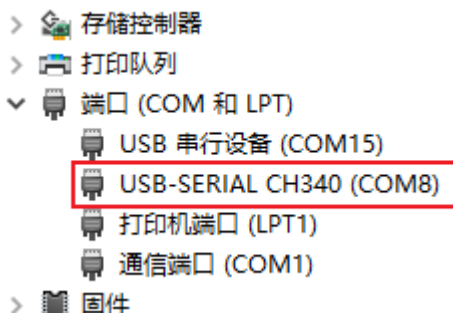 存储控制器
打印队列
端口 (COM 和 LPT)
USB 串行设备 (COM15)
USB-SERIAL CH340 (COM8)
打印机端口 (LPT1)
通信端口 (COM1)
固件